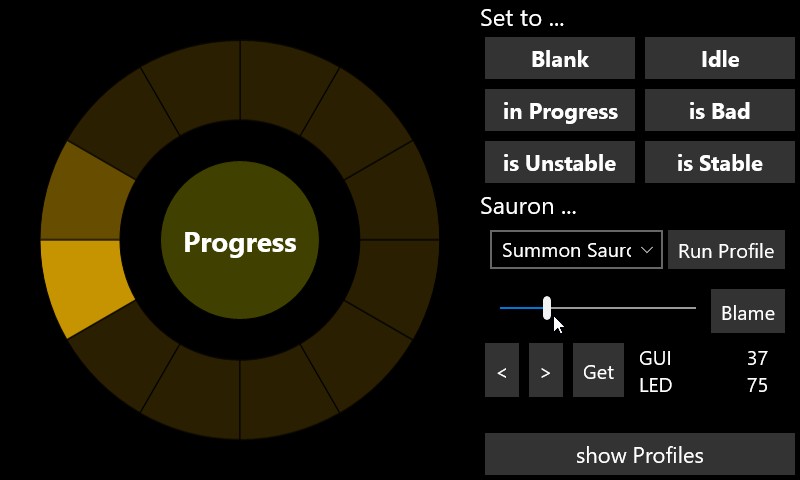 Progress
Set to ...
Blank
Idle
in Progress
is Bad
is Unstable
is Stable
Sauron ...
Summon Saurc
Run Profile
Blame
<
>
Get
GUI 37
LED 75
show Profiles